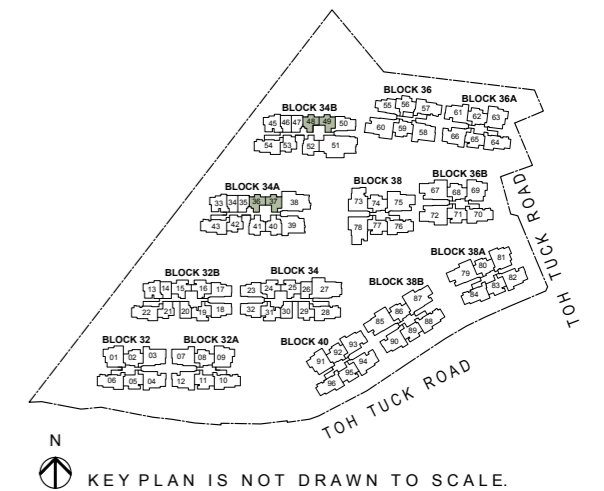 BLOCK 36
55 56 57
60 59 58
BLOCK 36A
61 62 63
66 65 64
BLOCK 34B
45 46 47 48 49 50
54 53 52 51
BLOCK 36B
67 68 69
72 71 70
BLOCK 38
73 74 75
78 77 76
BLOCK 34A
33 34 35 36 37 38
43 42 41 40 39
TOH TUCK ROAD
BLOCK 38A
79 80 81
84 83 82
BLOCK 32B
13 14 15 16 17
22 21 20 19 18
BLOCK 34
23 24 25 26 27
32 31 30 29 28
BLOCK 38B
85 86 87
90 89 88
BLOCK 32
01 02 03
06 05 04
BLOCK 32A
07 08 09
12 11 10
BLOCK 40
91 92 93
96 95 94
TOH TUCK ROAD
N
KEY PLAN IS NOT DRAWN TO SCALE.